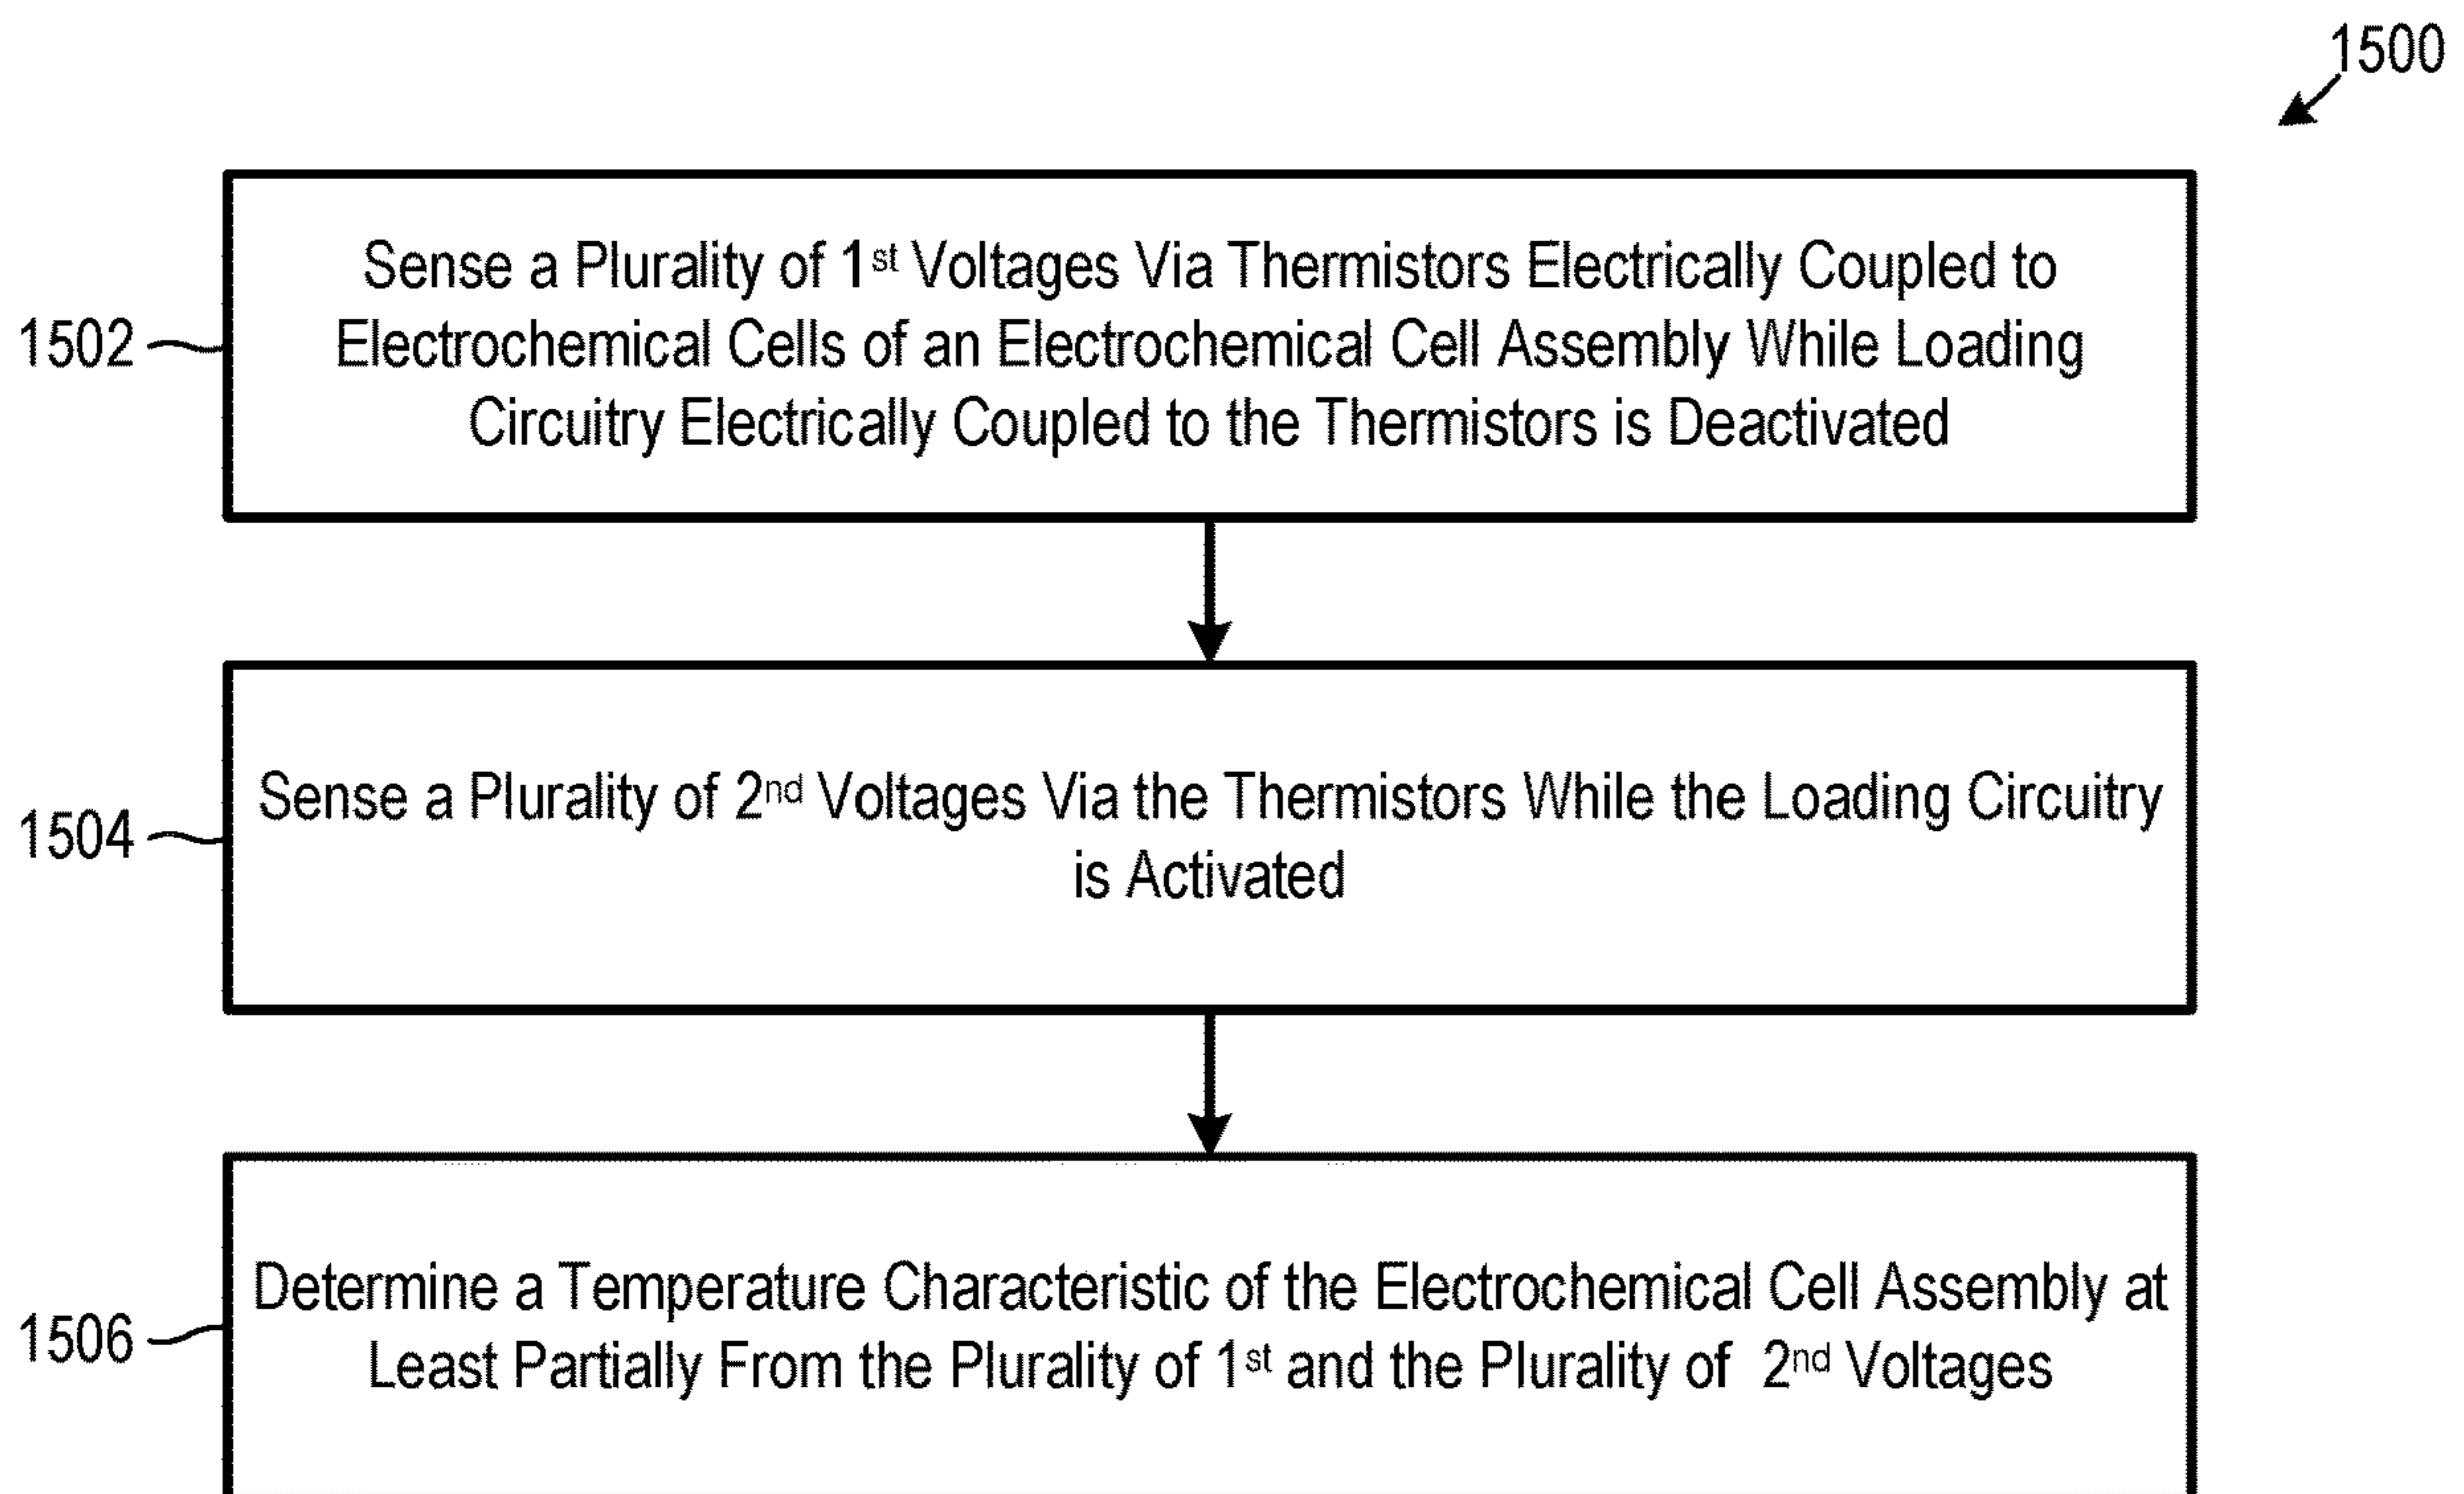 1500
Sense a Plurality of 1st Voltages Via Thermistors Electrically Coupled to
Electrochemical Cells of an Electrochemical Cell Assembly While Loading
Circuitry Electrically Coupled to the Thermistors is Deactivated
1502
Sense a Plurality of 2nd Voltages Via the Thermistors While the Loading Circuitry
is Activated
1504
Determine a Temperature Characteristic of the Electrochemical Cell Assembly at
Least Partially From the Plurality of 1st and the Plurality of 2nd Voltages
1506